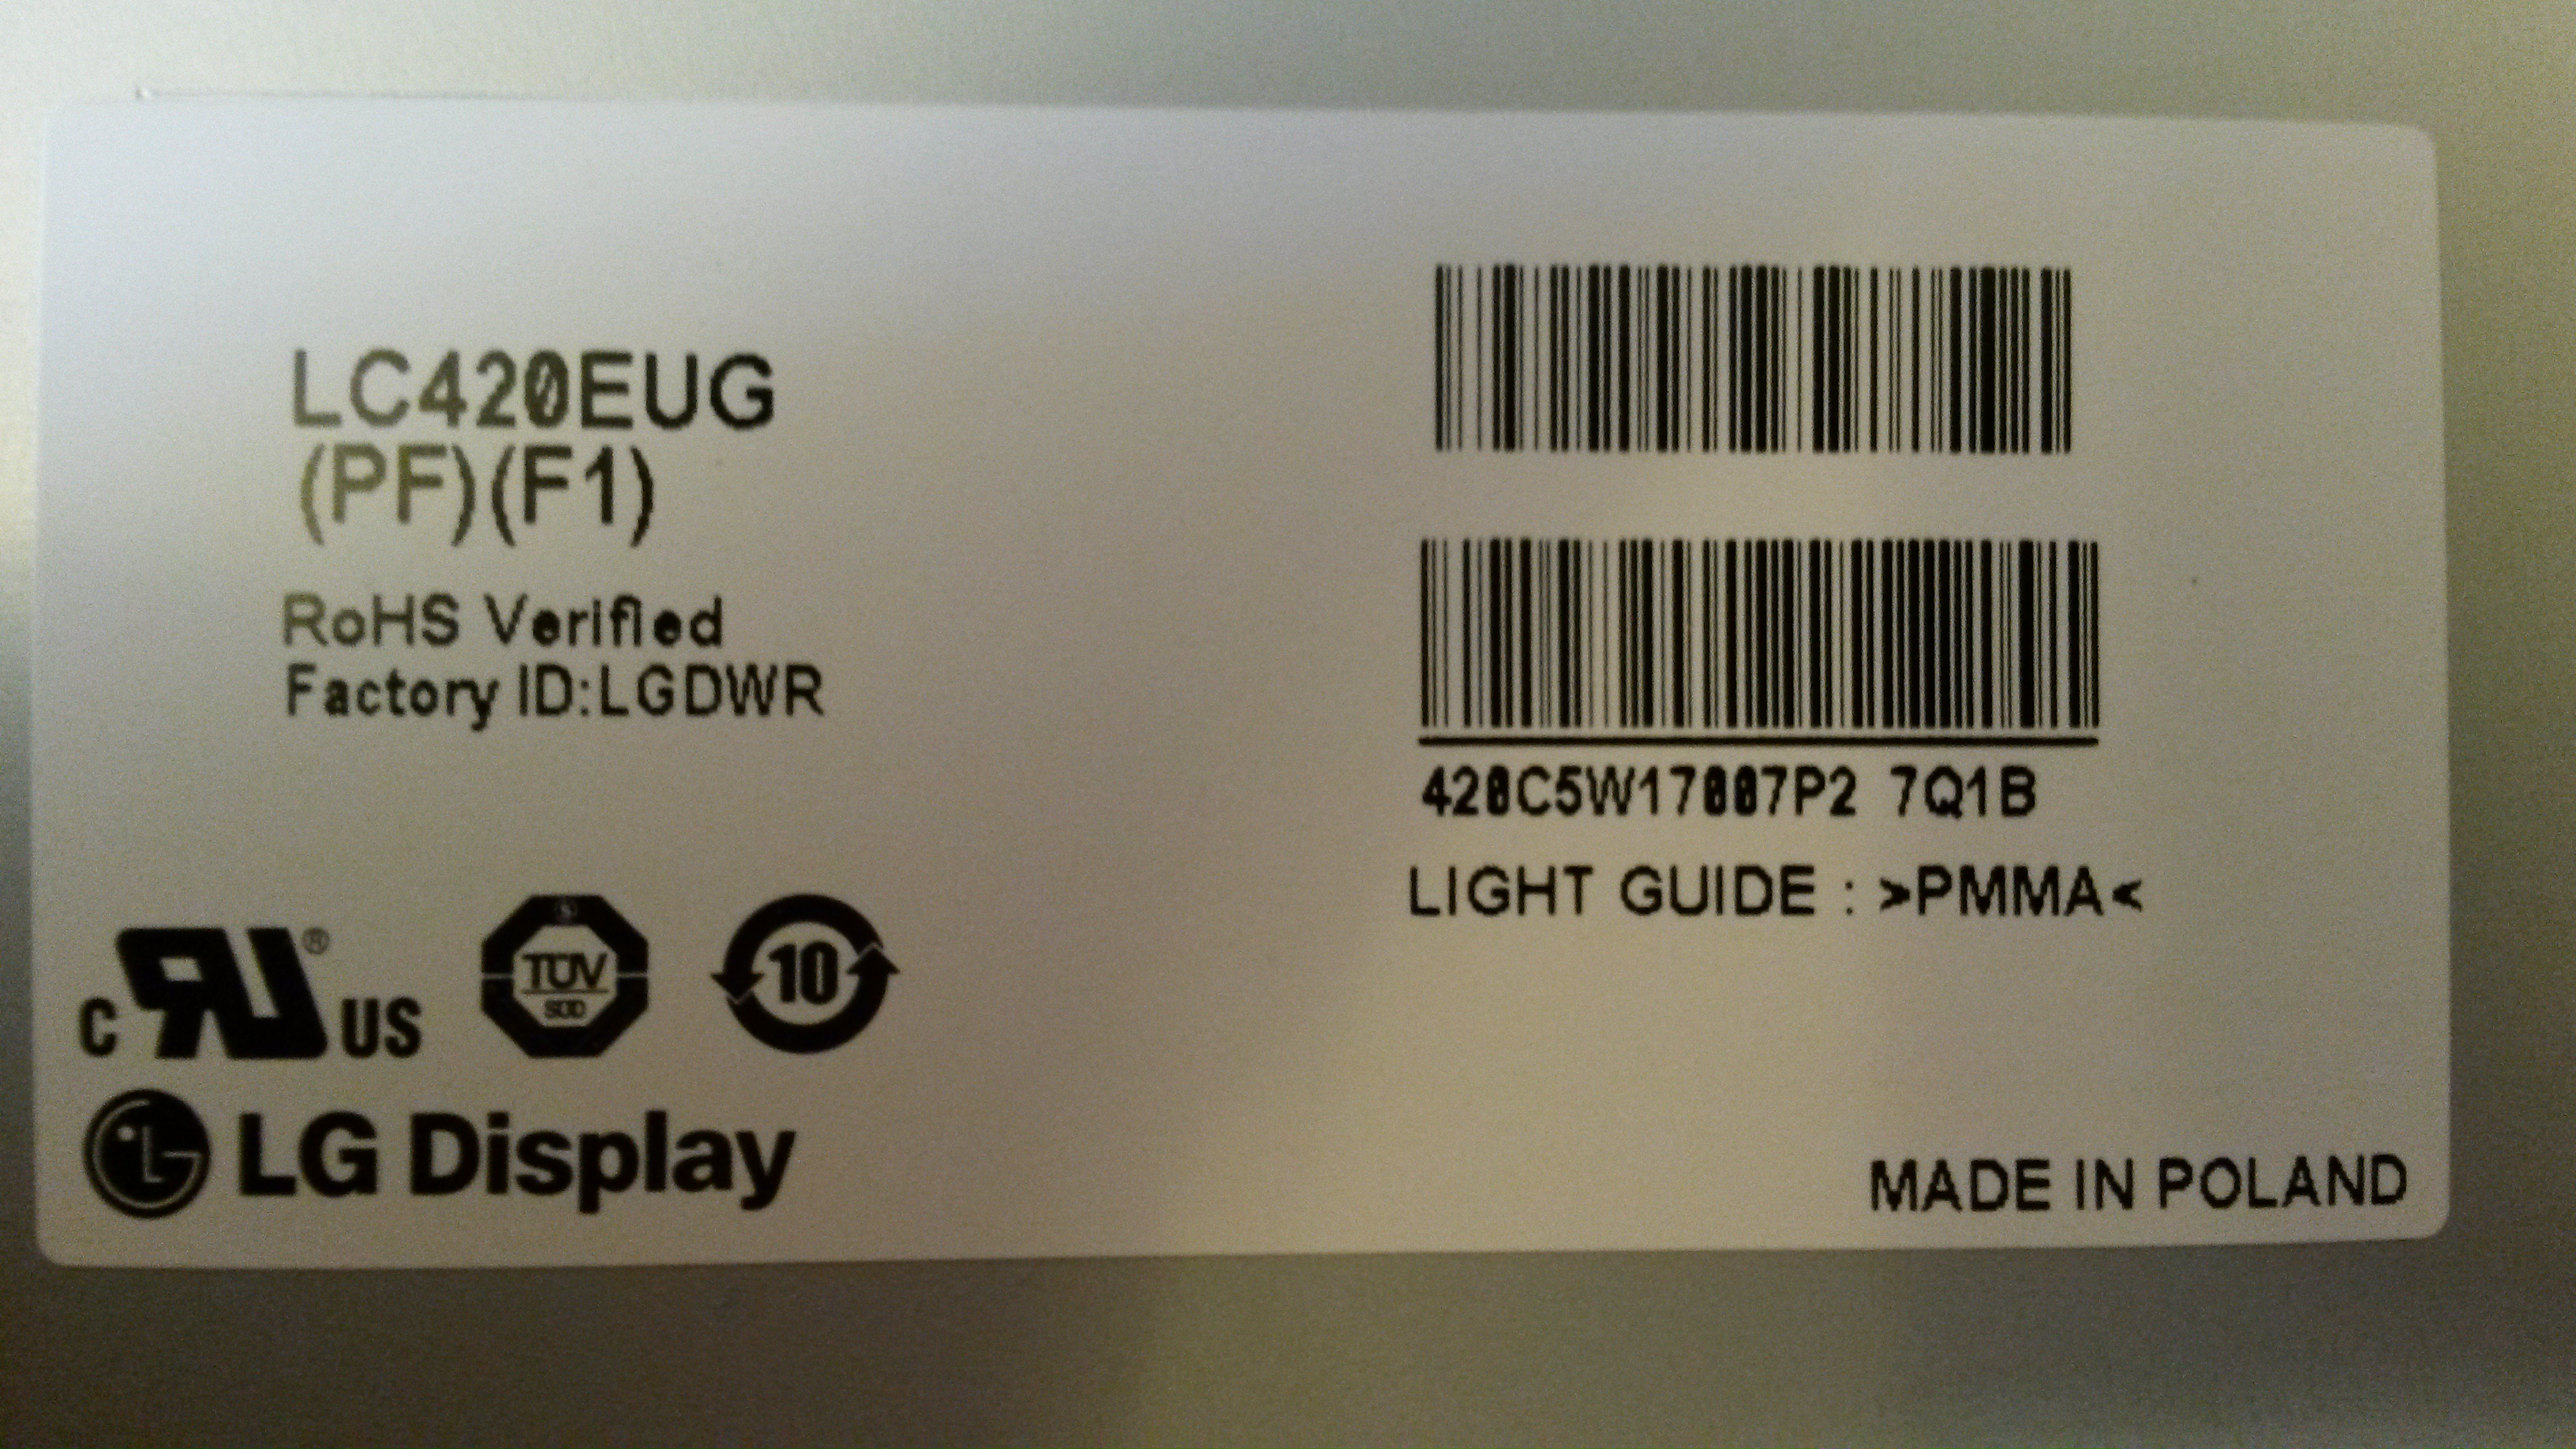 LC420EUG
(PF)(F1)
RoHS Verified
Factory ID:LGDWR
420C5W17007P2 7Q1B
LIGHT GUIDE : >PMMA<
C RU ® US
TÜV
SÜD
10
LG Display
MADE IN POLAND